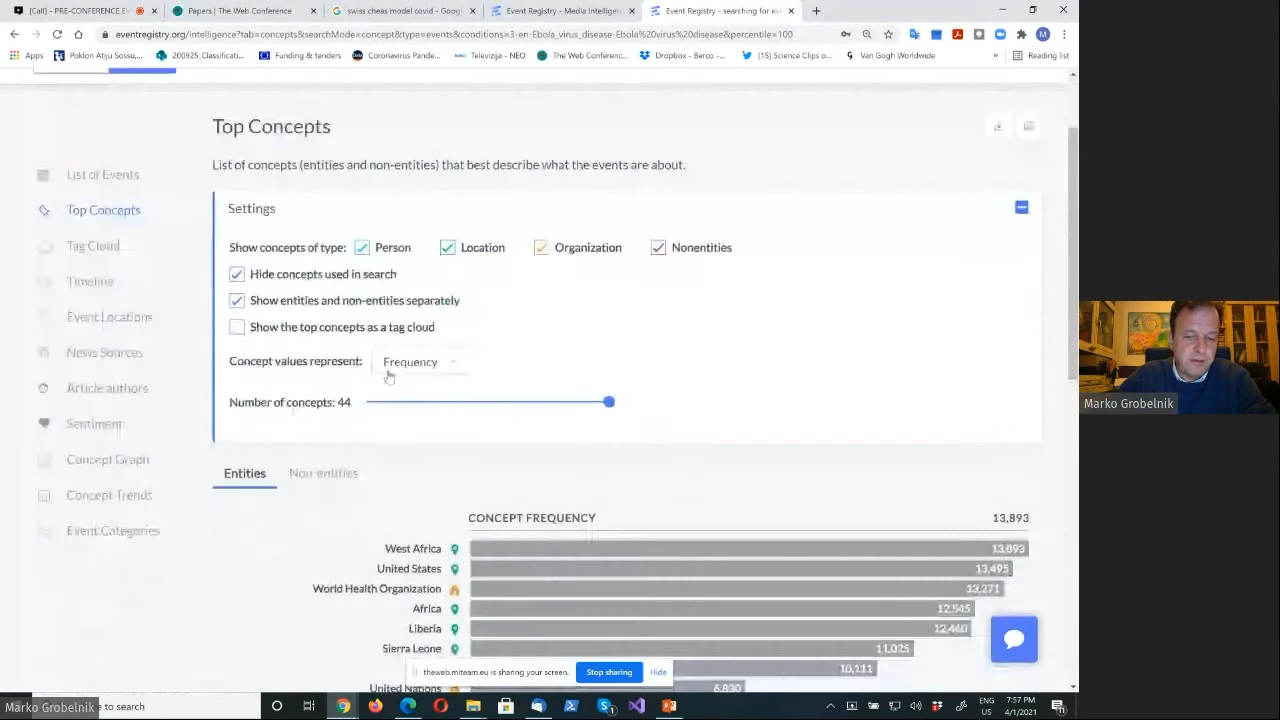 [Call] - PRE-CONFERENCE E
Papers | The Web Conference
swiss cheas model covid - Goog
Event Registry - Media Intelligen
Event Registry - searching for ev
eventregistry.org/intelligence?tab=concepts&searchMode=concept&type=events&conditions=3-en-Ebola_virus_disease-Ebola%20virus%20disease&percentile=100
Apps
Poklon Atiju Sossu,...
200925_Classificati...
Funding & tenders
Coronavirus Pande...
Televizija - NEO
The Web Conferenc...
Dropbox - Berco -...
(15) Science Clips o...
Van Gogh Worldwide
»
Reading list
Top Concepts
List of concepts (entities and non-entities) that best describe what the events are about.
List of Events
Top Concepts
Tag Cloud
Timeline
Event Locations
News Sources
Article authors
Sentiment
Concept Graph
Concept Trends
Event Categories
Settings
Show concepts of type: Person Location Organization Nonentities
Hide concepts used in search
Show entities and non-entities separately
Show the top concepts as a tag cloud
Concept values represent: Frequency
Number of concepts: 44
Entities Non-entities
CONCEPT FREQUENCY 13,893
West Africa 13,893
United States 13,495
World Health Organization 13,271
Africa 12,545
Liberia 12,460
Sierra Leone 11,025
10,111
United Nations 6,930
theweb.miteam.eu is sharing your screen. Stop sharing Hide
Marko Grobelnik
Marko Grobelnik
e to search
ENG
US
7:57 PM
4/1/2021